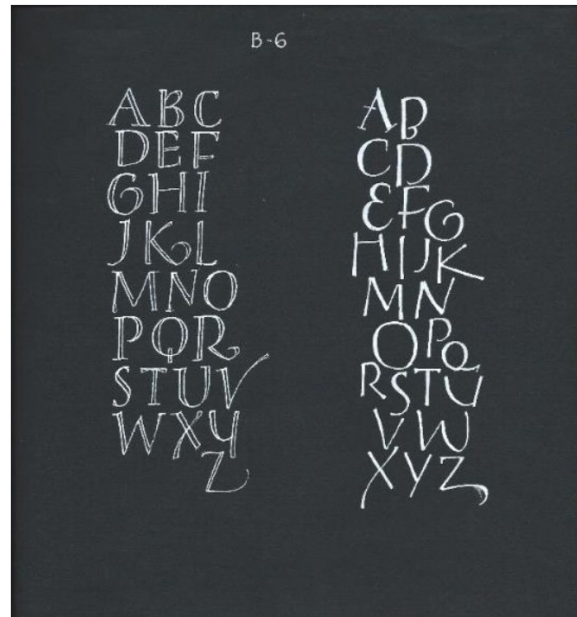 B-6
ABC
DEF
GHI
JKL
MNO
PQR
STUV
WXY
Z
AB
CD
EFG
HIJK
MN
OPQ
RSTU
VW
XYZ